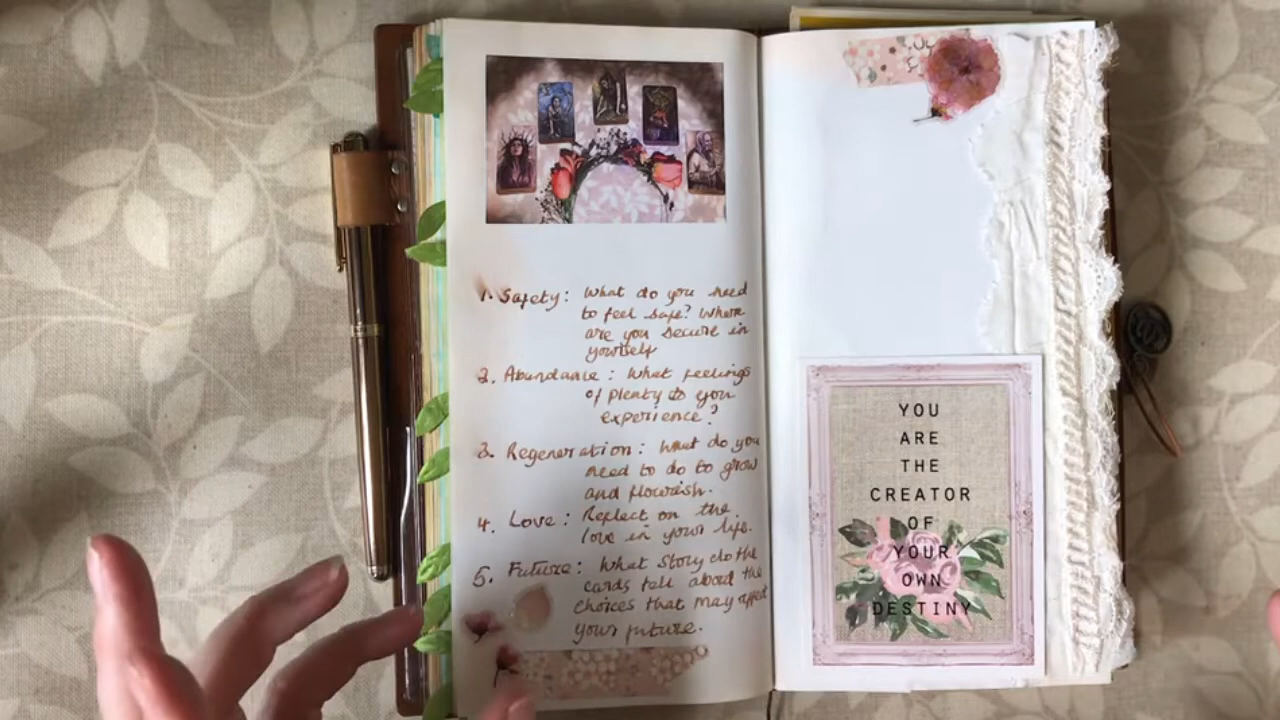 1. Safety: What do you need
to feel safe? Where
are you secure in
yourself
2. Abundance: What feelings
of plenty do you
experience?
3. Regeneration: What do you
need to do to grow
and flourish.
4. Love: Reflect on the
love in your life.
5. Future: What story do the
cards tell about the
choices that may affect
your future.
YOU
ARE
THE
CREATOR
OF
YOUR
OWN
DESTINY